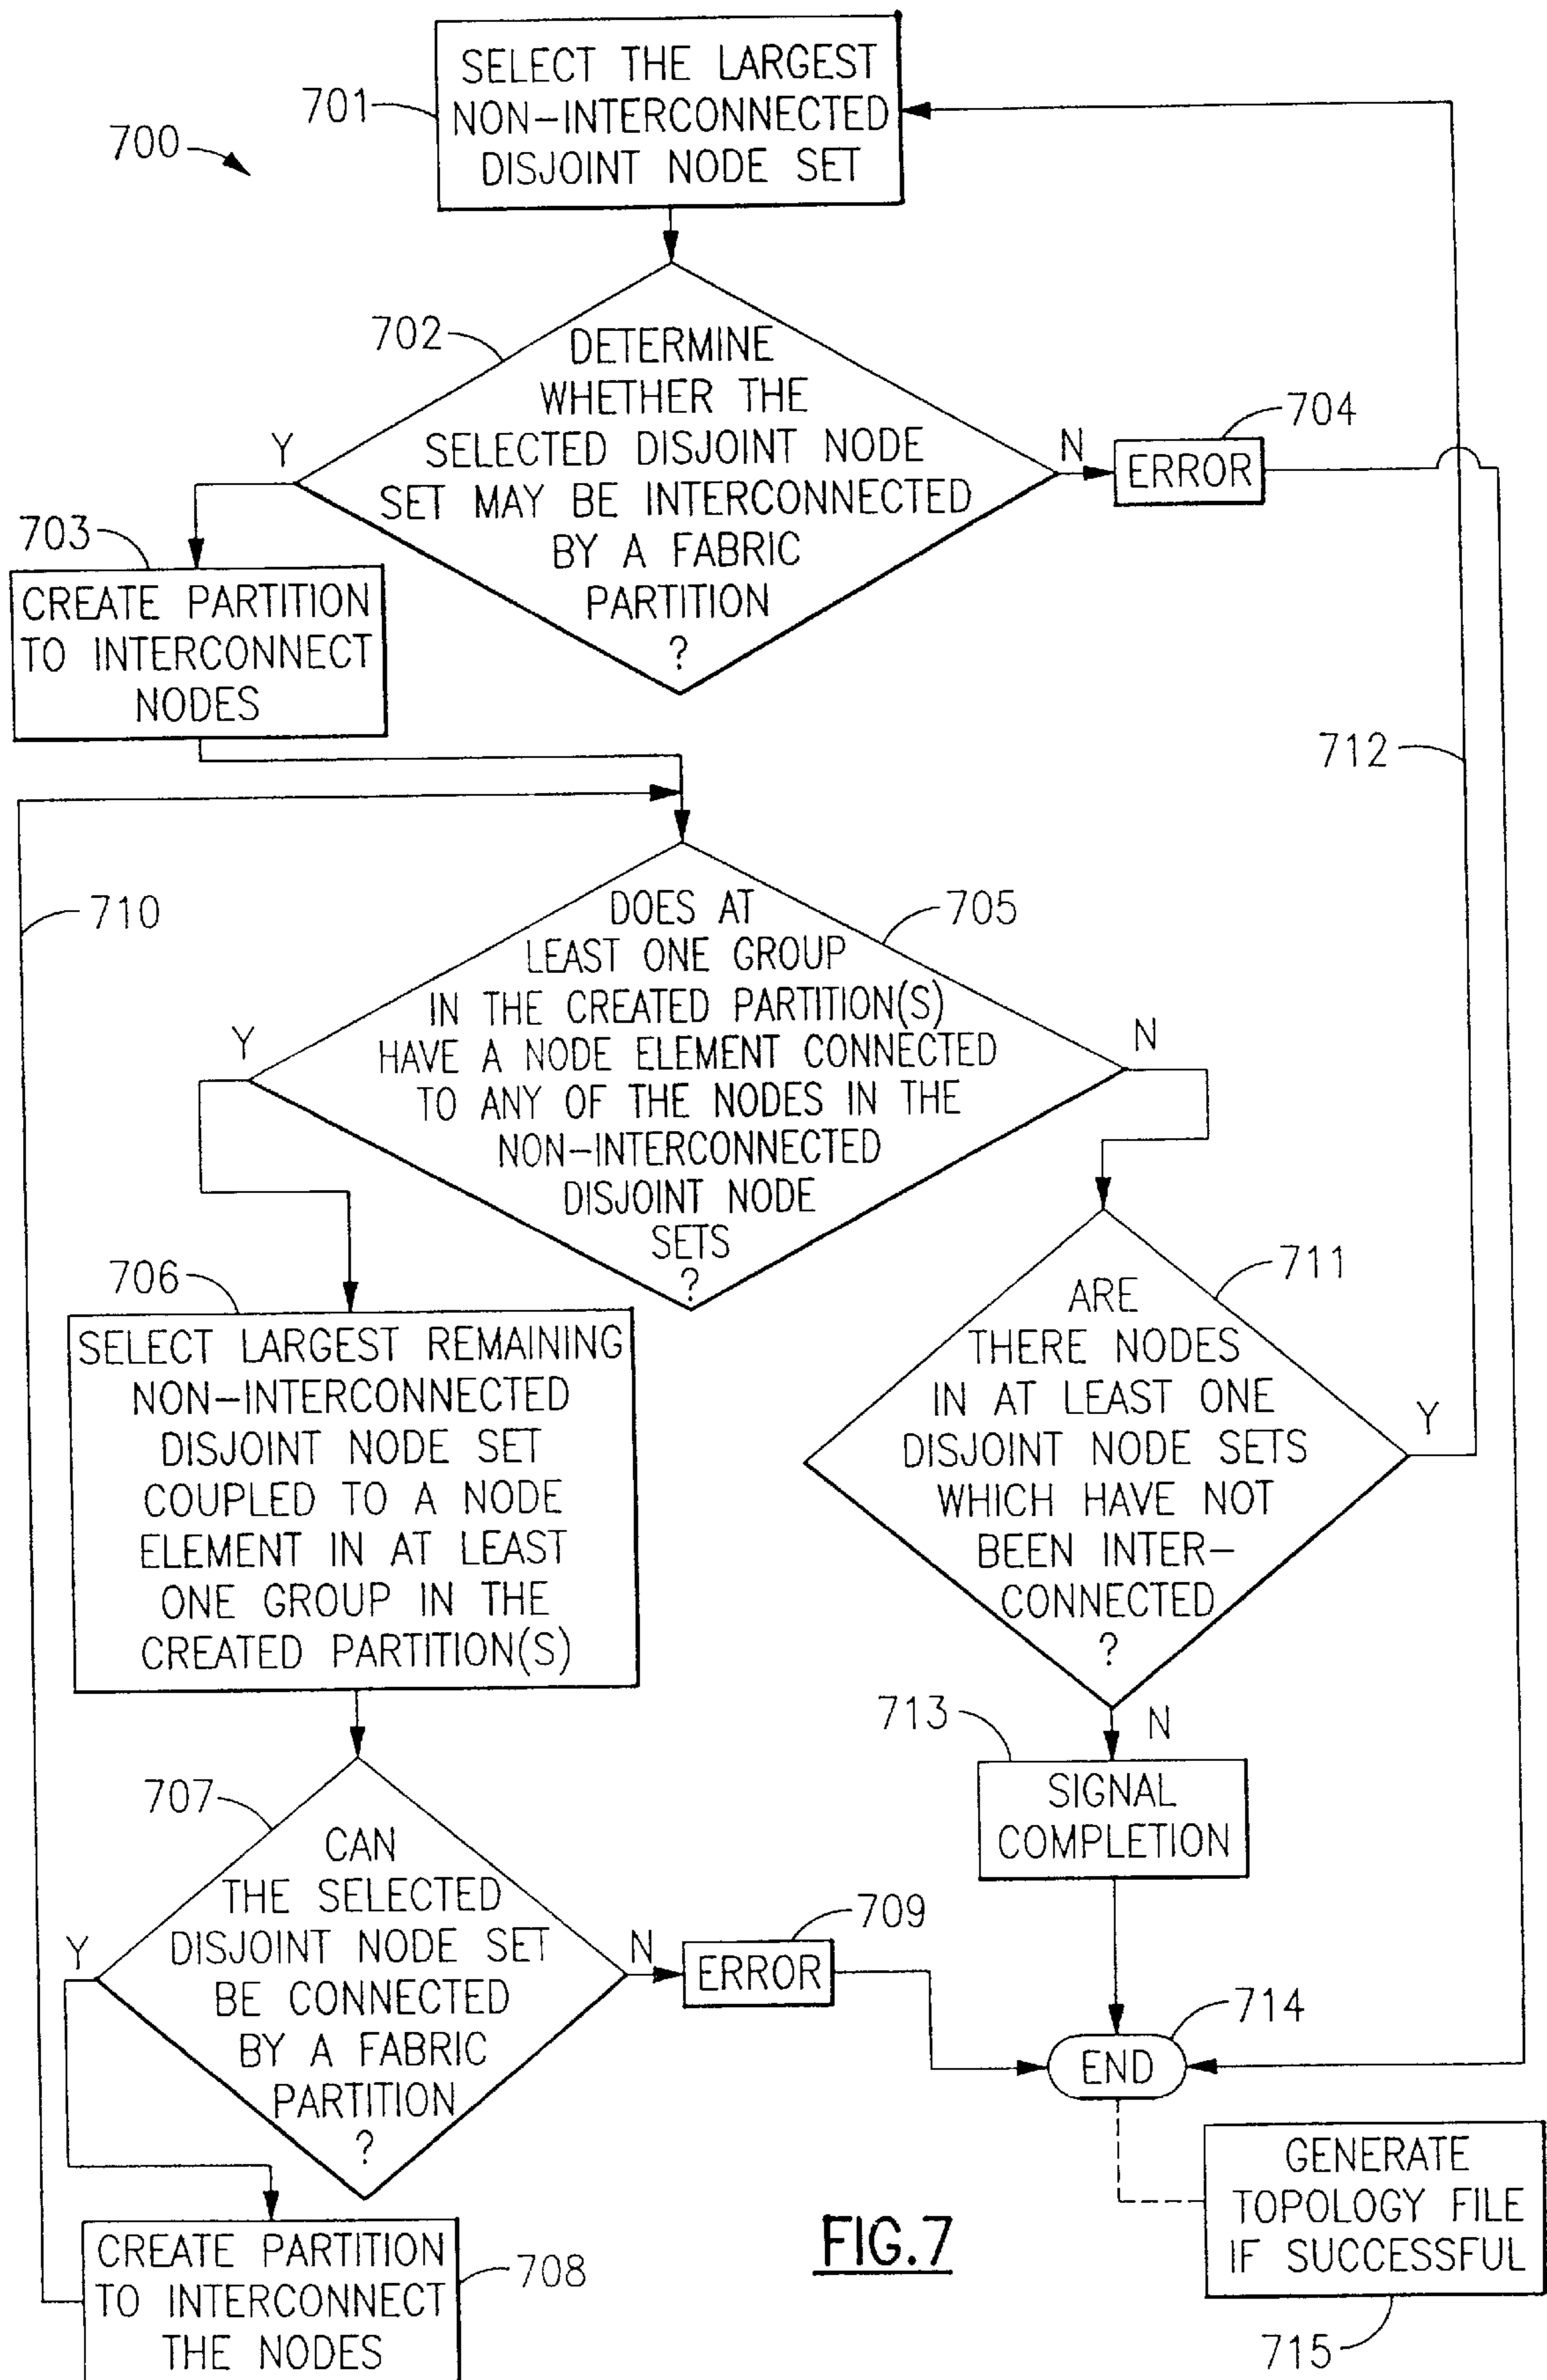 SELECT THE LARGEST
NON-INTERCONNECTED
DISJOINT NODE SET
701
700
702
DETERMINE
WHETHER THE
SELECTED DISJOINT NODE
SET MAY BE INTERCONNECTED
BY A FABRIC
PARTITION
?
Y
N
704
ERROR
703
CREATE PARTITION
TO INTERCONNECT
NODES
712
710
705
DOES AT
LEAST ONE GROUP
IN THE CREATED PARTITION(S)
HAVE A NODE ELEMENT CONNECTED
TO ANY OF THE NODES IN THE
NON-INTERCONNECTED
DISJOINT NODE
SETS
?
Y
N
706
SELECT LARGEST REMAINING
NON-INTERCONNECTED
DISJOINT NODE SET
COUPLED TO A NODE
ELEMENT IN AT LEAST
ONE GROUP IN THE
CREATED PARTITION(S)
711
ARE
THERE NODES
IN AT LEAST ONE
DISJOINT NODE SETS
WHICH HAVE NOT
BEEN INTER-
CONNECTED
?
Y
N
713
SIGNAL
COMPLETION
707
CAN
THE SELECTED
DISJOINT NODE SET
BE CONNECTED
BY A FABRIC
PARTITION
?
Y
N
709
ERROR
714
END
708
CREATE PARTITION
TO INTERCONNECT
THE NODES
GENERATE
TOPOLOGY FILE
IF SUCCESSFUL
715
FIG.7